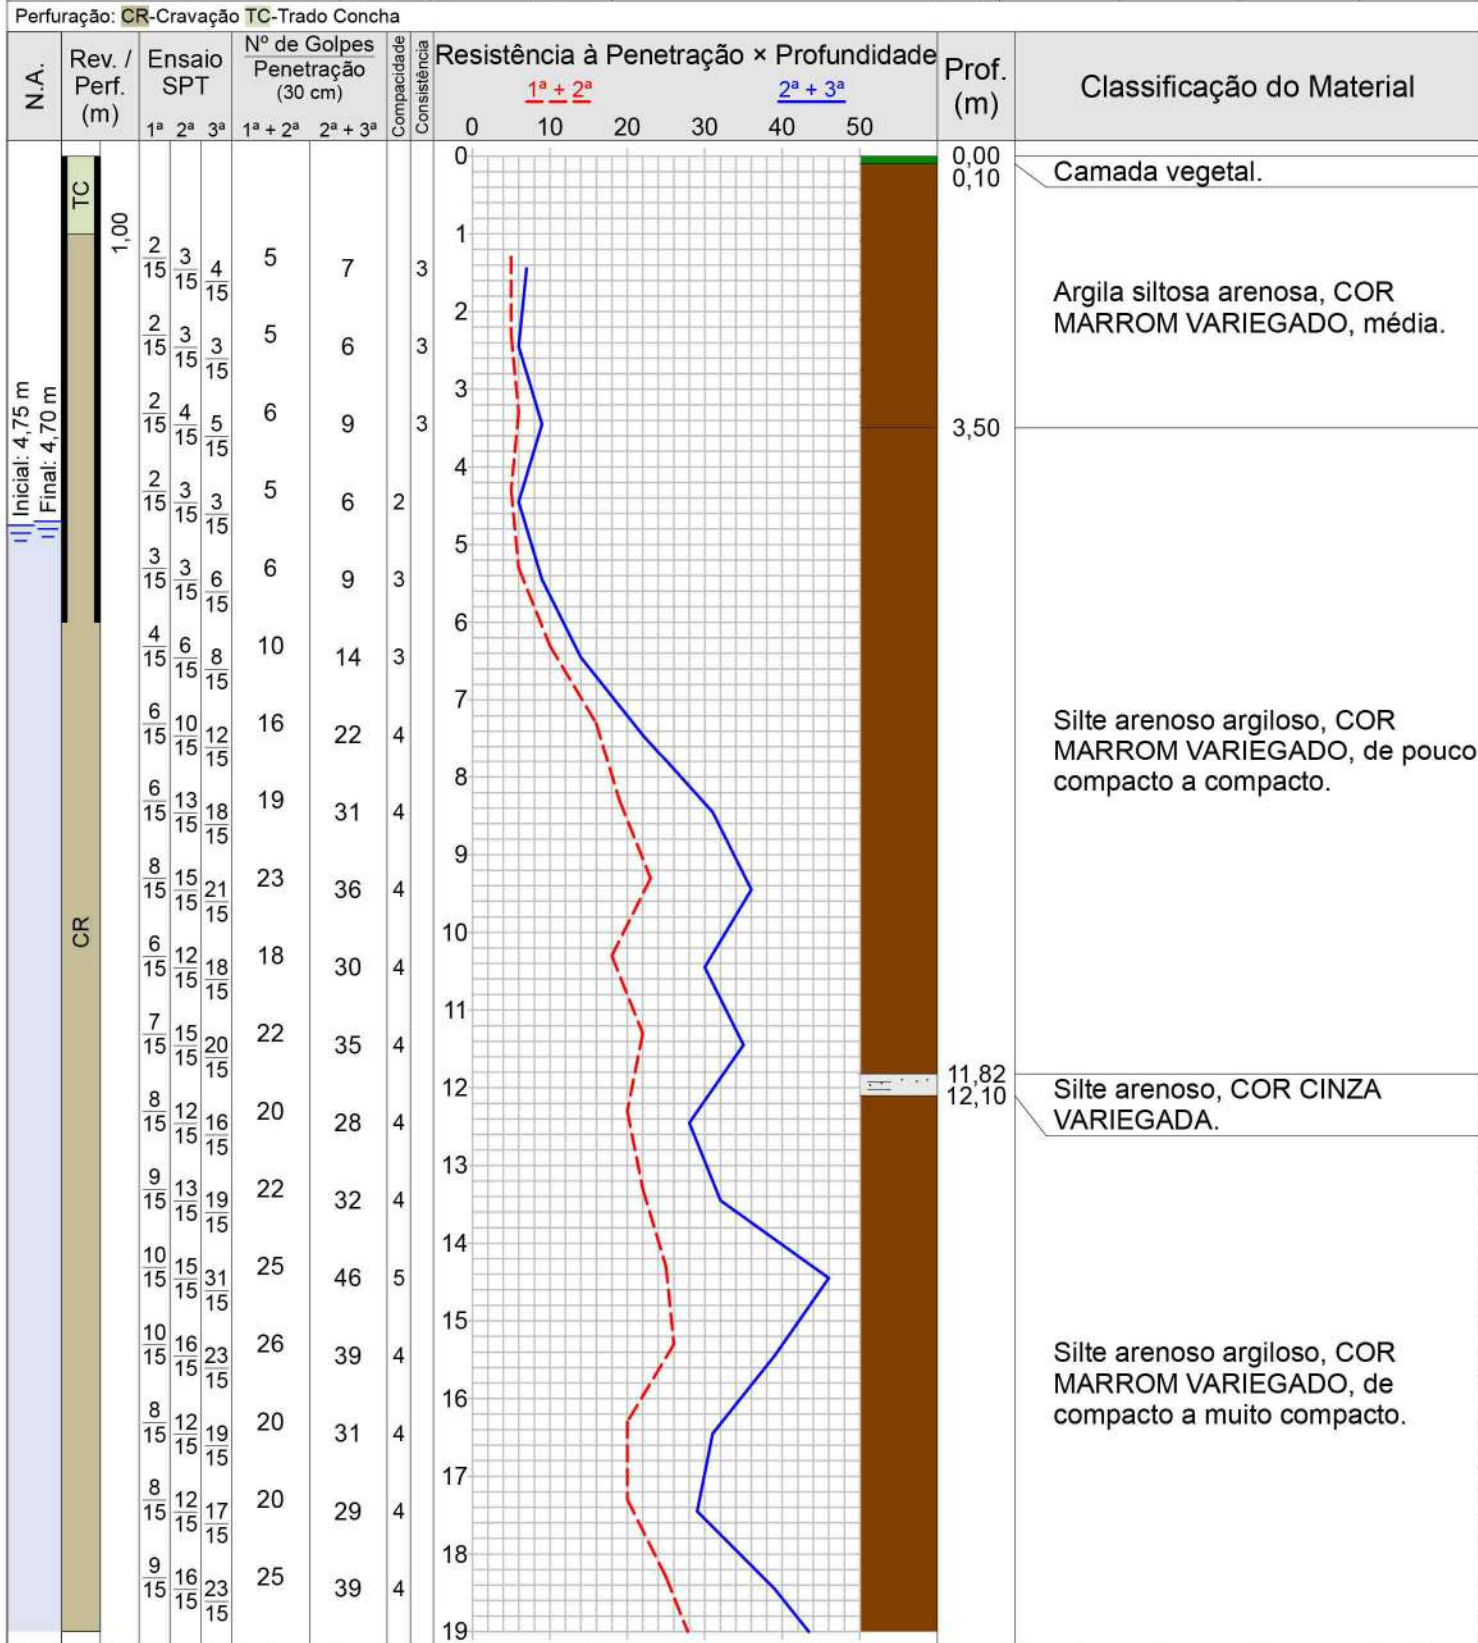 Perfuração: CR-Cravação TC-Trado Concha
N.A.
Rev. / Perf. (m)
Ensaio SPT
1ª 2ª 3ª
Nº de Golpes
Penetração
(30 cm)
1ª + 2ª 2ª + 3ª
Compacidade
Consistência
Resistência à Penetração × Profundidade
1ª + 2ª 2ª + 3ª
0 10 20 30 40 50
Prof. (m)
Classificação do Material
Inicial: 4,75 m
Final: 4,70 m
TC
1,00
CR
2/15 3/15 4/15 5 7 3
2/15 3/15 3/15 5 6 3
2/15 4/15 5/15 6 9 3
2/15 3/15 3/15 5 6 2
3/15 3/15 6/15 6 9 3
4/15 6/15 8/15 10 14 3
6/15 10/15 12/15 16 22 4
6/15 13/15 18/15 19 31 4
8/15 15/15 21/15 23 36 4
6/15 12/15 18/15 18 30 4
7/15 15/15 20/15 22 35 4
8/15 12/15 16/15 20 28 4
9/15 13/15 19/15 22 32 4
10/15 15/15 31/15 25 46 5
10/15 16/15 23/15 26 39 4
8/15 12/15 19/15 20 31 4
8/15 12/15 17/15 20 29 4
9/15 16/15 23/15 25 39 4
0
1
2
3
4
5
6
7
8
9
10
11
12
13
14
15
16
17
18
19
0,00
0,10
Camada vegetal.
Argila siltosa arenosa, COR
MARROM VARIEGADO, média.
3,50
Silte arenoso argiloso, COR
MARROM VARIEGADO, de pouco
compacto a compacto.
11,82
12,10
Silte arenoso, COR CINZA
VARIEGADA.
Silte arenoso argiloso, COR
MARROM VARIEGADO, de
compacto a muito compacto.